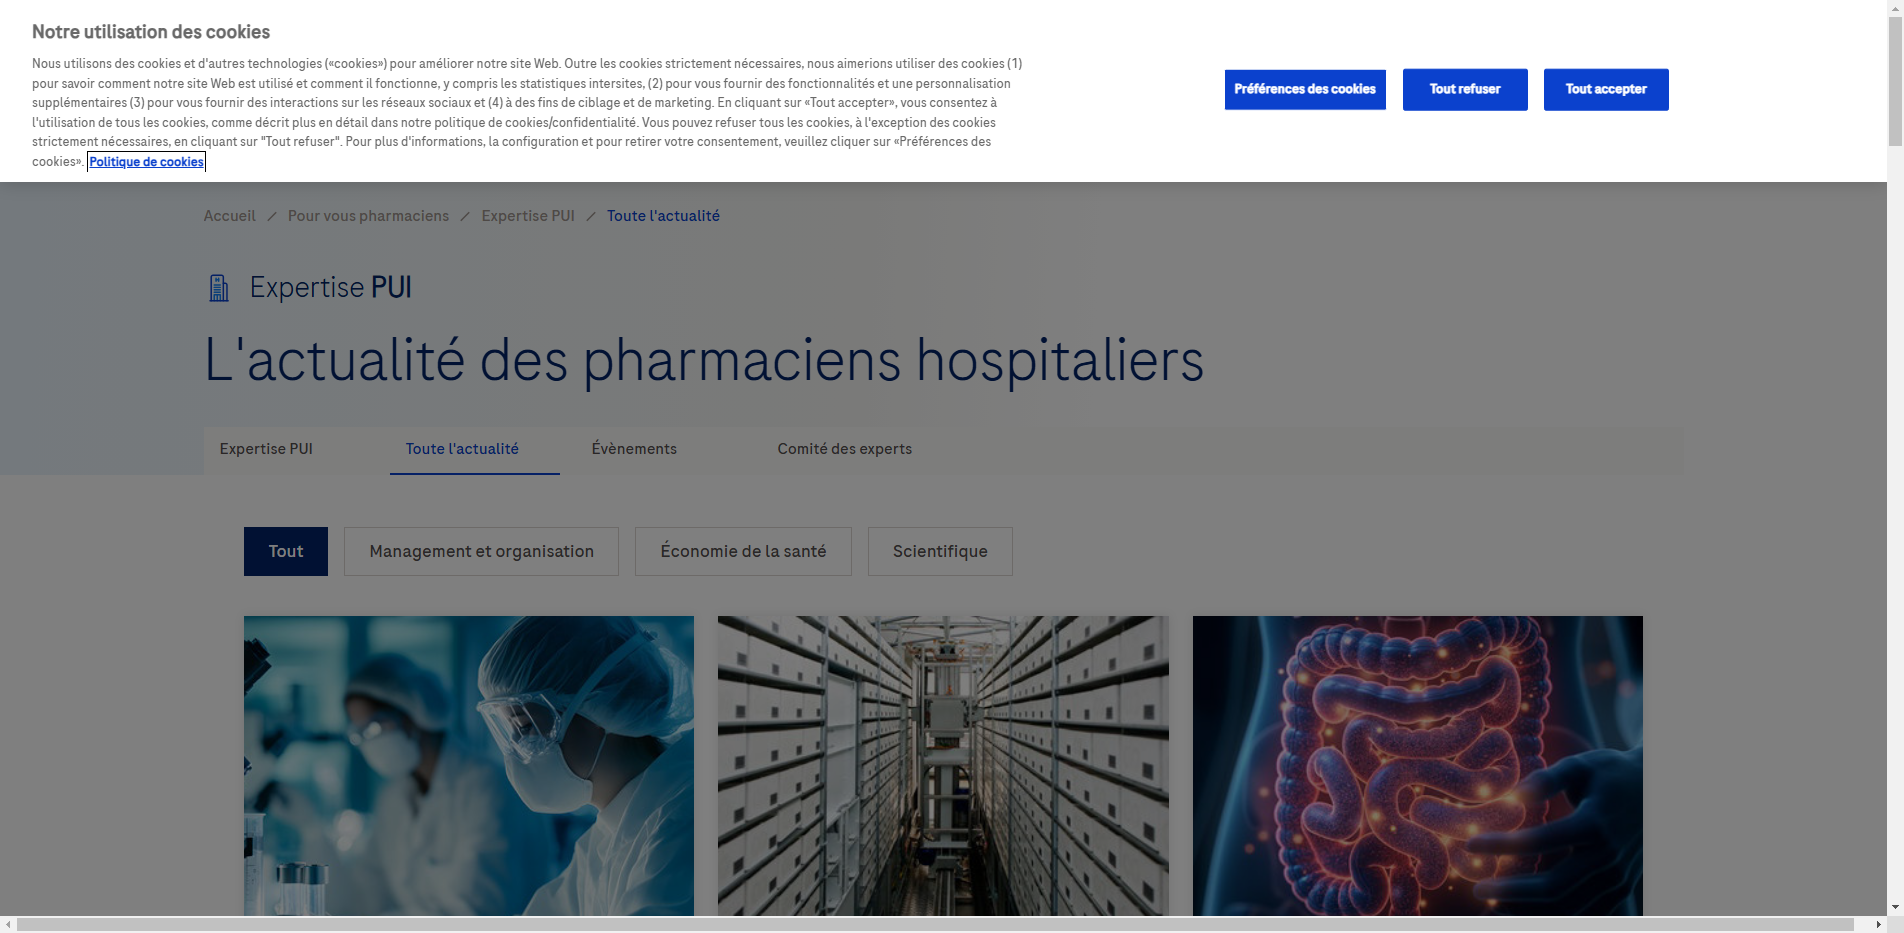 Notre utilisation des cookies
Nous utilisons des cookies et d'autres technologies («cookies») pour améliorer notre site Web. Outre les cookies strictement nécessaires, nous aimerions utiliser des cookies (1)
pour savoir comment notre site Web est utilisé et comment il fonctionne, y compris les statistiques intersites, (2) pour vous fournir des fonctionnalités et une personnalisation
supplémentaires (3) pour vous fournir des interactions sur les réseaux sociaux et (4) à des fins de ciblage et de marketing. En cliquant sur «Tout accepter», vous consentez à
l'utilisation de tous les cookies, comme décrit plus en détail dans notre politique de cookies/confidentialité. Vous pouvez refuser tous les cookies, à l'exception des cookies
strictement nécessaires, en cliquant sur "Tout refuser". Pour plus d'informations, la configuration et pour retirer votre consentement, veuillez cliquer sur «Préférences des
cookies». Politique de cookies
Préférences des cookies
Tout refuser
Tout accepter
Accueil / Pour vous pharmaciens / Expertise PUI / Toute l'actualité
Expertise PUI
L'actualité des pharmaciens hospitaliers
Expertise PUI
Toute l'actualité
Évènements
Comité des experts
Tout
Management et organisation
Économie de la santé
Scientifique